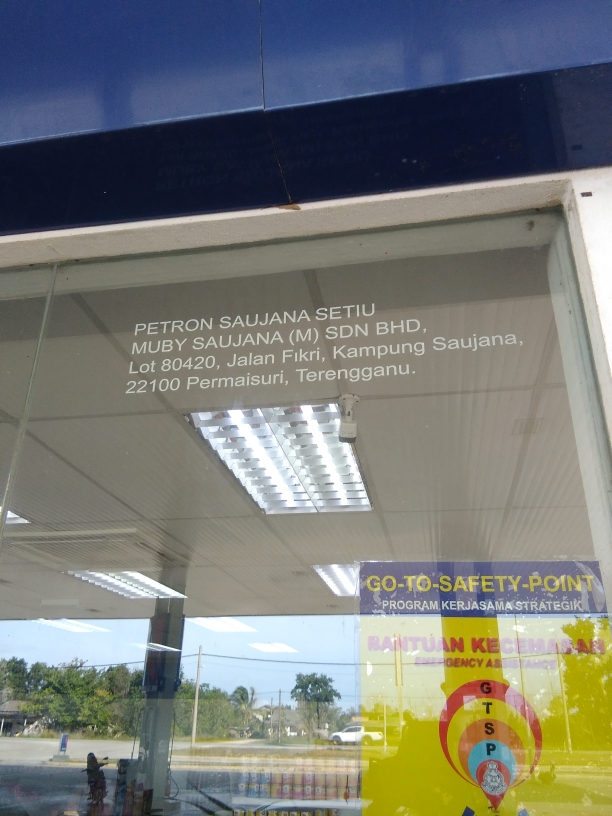 PETRON SAUJANA SETIU
MUBY SAUJANA (M) SDN BHD,
Lot 80420, Jalan Fikri, Kampung Saujana,
22100 Permaisuri, Terengganu.
GO-TO-SAFETY-POINT
PROGRAM KERJASAMA STRATEGIK
BANTUAN KECEMASAN
EMERGENCY ASSISTANCE
G
T
S
P